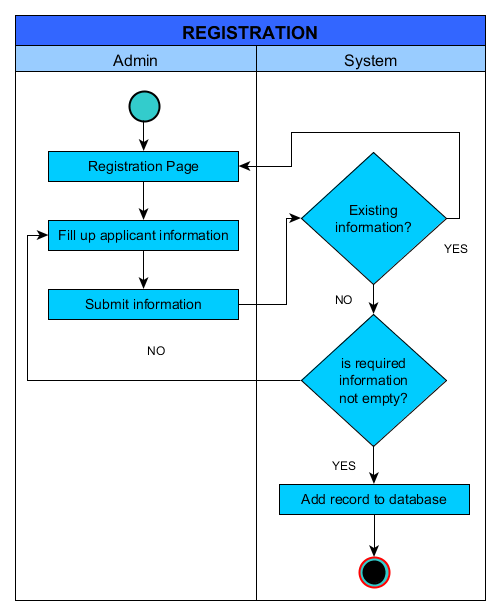 REGISTRATION
Admin
System
Registration Page
Existing
information?
Fill up applicant information
YES
Submit information
NO
NO
is required
information
not empty?
YES
Add record to database